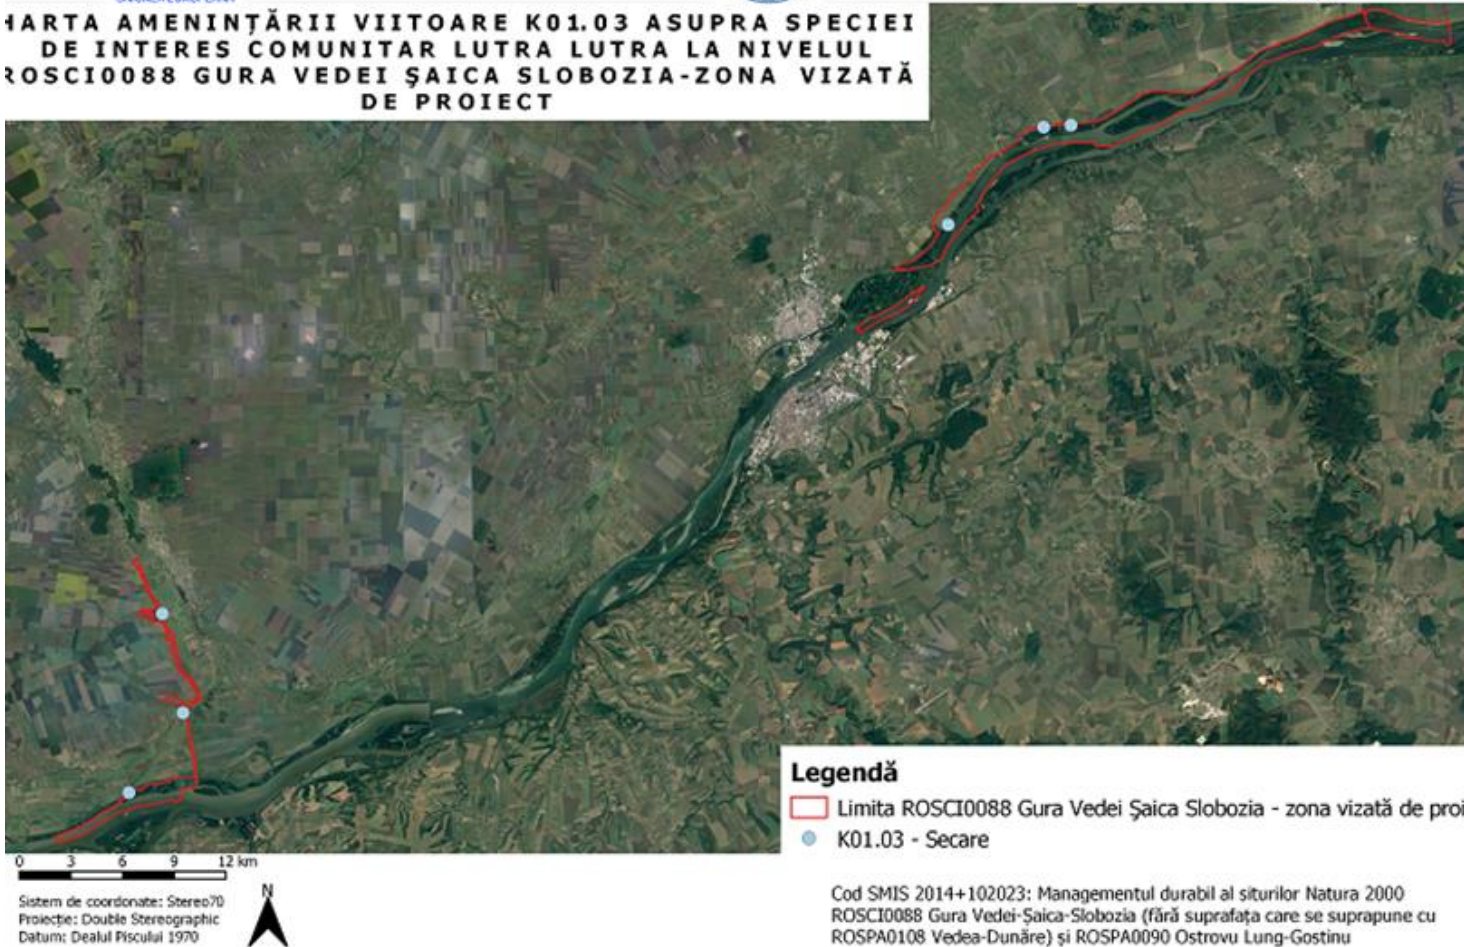 HARTA AMENINȚĂRII VIITOARE K01.03 ASUPRA SPECIEI
DE INTERES COMUNITAR LUTRA LUTRA LA NIVELUL
ROSCI0088 GURA VEDEI ȘAICA SLOBOZIA-ZONA VIZATĂ
DE PROIECT
Legendă
Limita ROSCI0088 Gura Vedei Șaica Slobozia - zona vizată de proi
K01.03 - Secare
0 3 6 9 12 km
N
Sistem de coordonate: Stereo70
Proiecție: Double Stereographic
Datum: Dealul Piscului 1970
Cod SMIS 2014+102023: Managementul durabil al siturilor Natura 2000
ROSCI0088 Gura Vedei-Șaica-Slobozia (fără suprafața care se suprapune cu
ROSPA0108 Vedea-Dunăre) și ROSPA0090 Ostrovu Lung-Gostinu